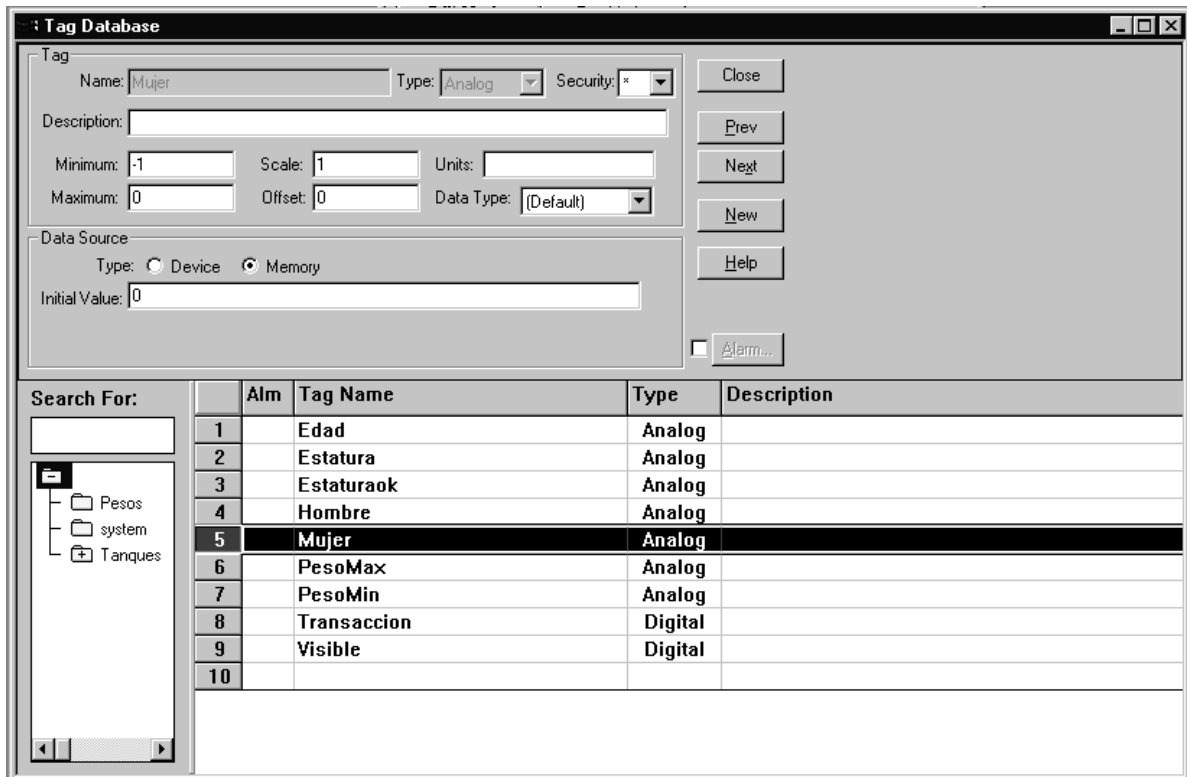 Tag Database
Tag
Name: Mujer Type: Analog Security: *
Close
Description:
Prev
Minimum: -1 Scale: 1 Units:
Next
Maximum: 0 Offset: 0 Data Type: (Default)
New
Data Source
Type: Device Memory
Help
Initial Value: 0
Alarm...
Search For:
Alm Tag Name Type Description
1 Edad Analog
2 Estatura Analog
3 Estaturaok Analog
4 Hombre Analog
5 Mujer Analog
6 PesoMax Analog
7 PesoMin Analog
8 Transaccion Digital
9 Visible Digital
10
Pesos
system
Tanques